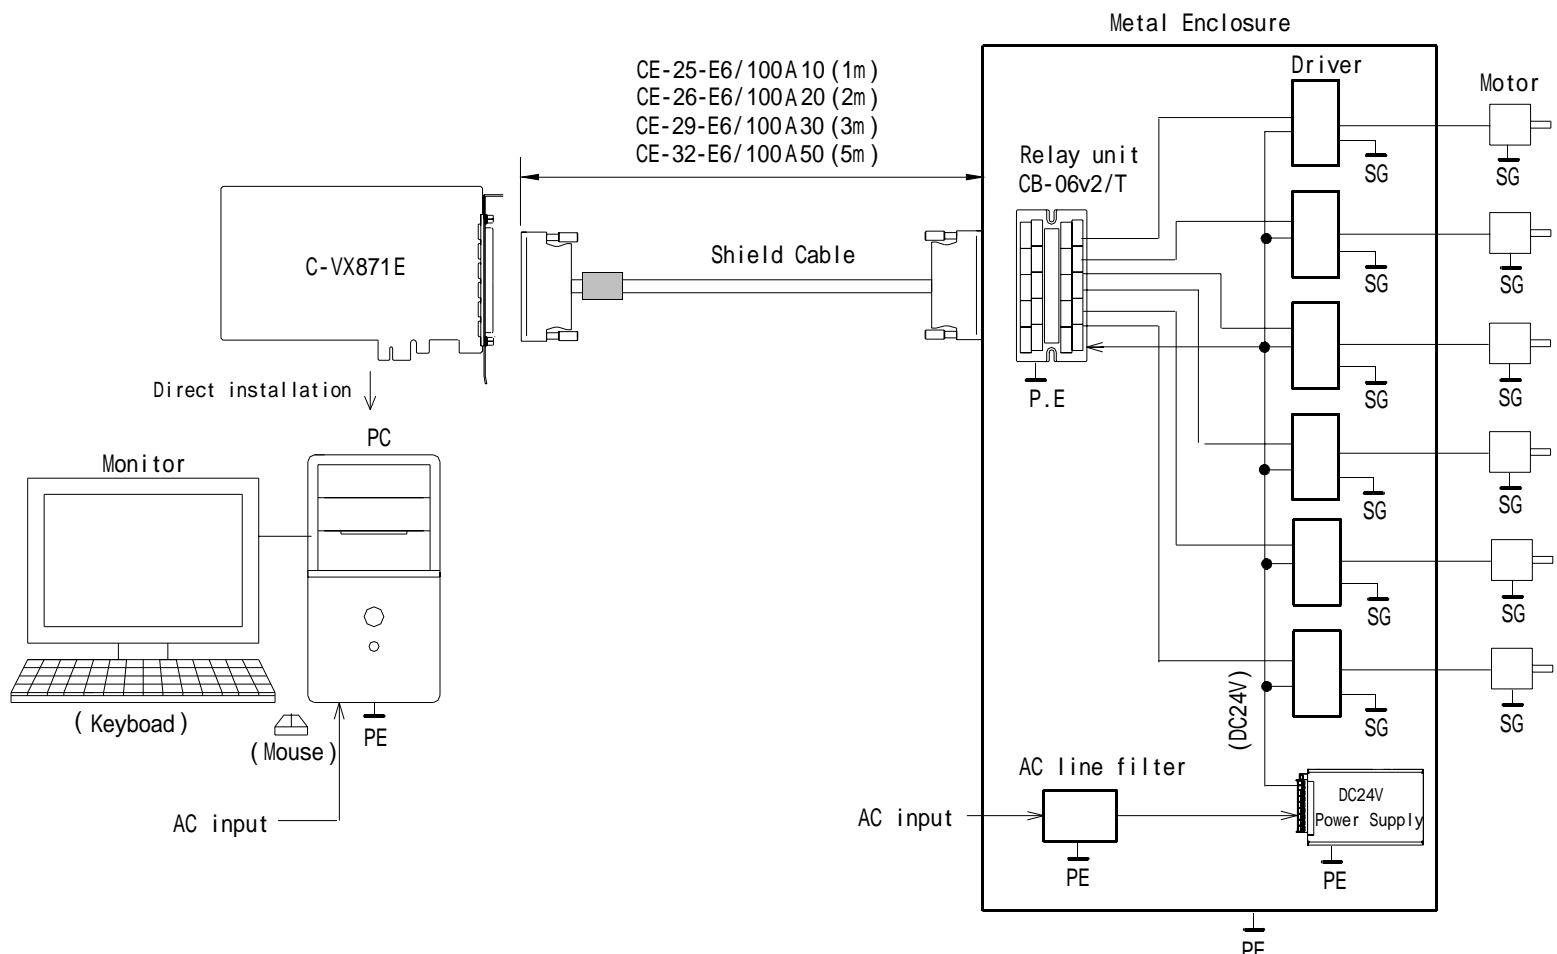 Metal Enclosure
CE-25-E6/100A10(1m)
CE-26-E6/100A20(2m)
CE-29-E6/100A30(3m)
CE-32-E6/100A50(5m)
Driver
Motor
Relay unit
CB-06v2/T
SG
SG
C-VX871E
Shield Cable
SG
SG
Direct installation
P.E
SG
SG
PC
Monitor
SG
SG
SG
SG
(Keyboad)
(Mouse)
PE
(DC24V)
SG
SG
AC line filter
DC24V
Power Supply
AC input
AC input
PE
PE
PE